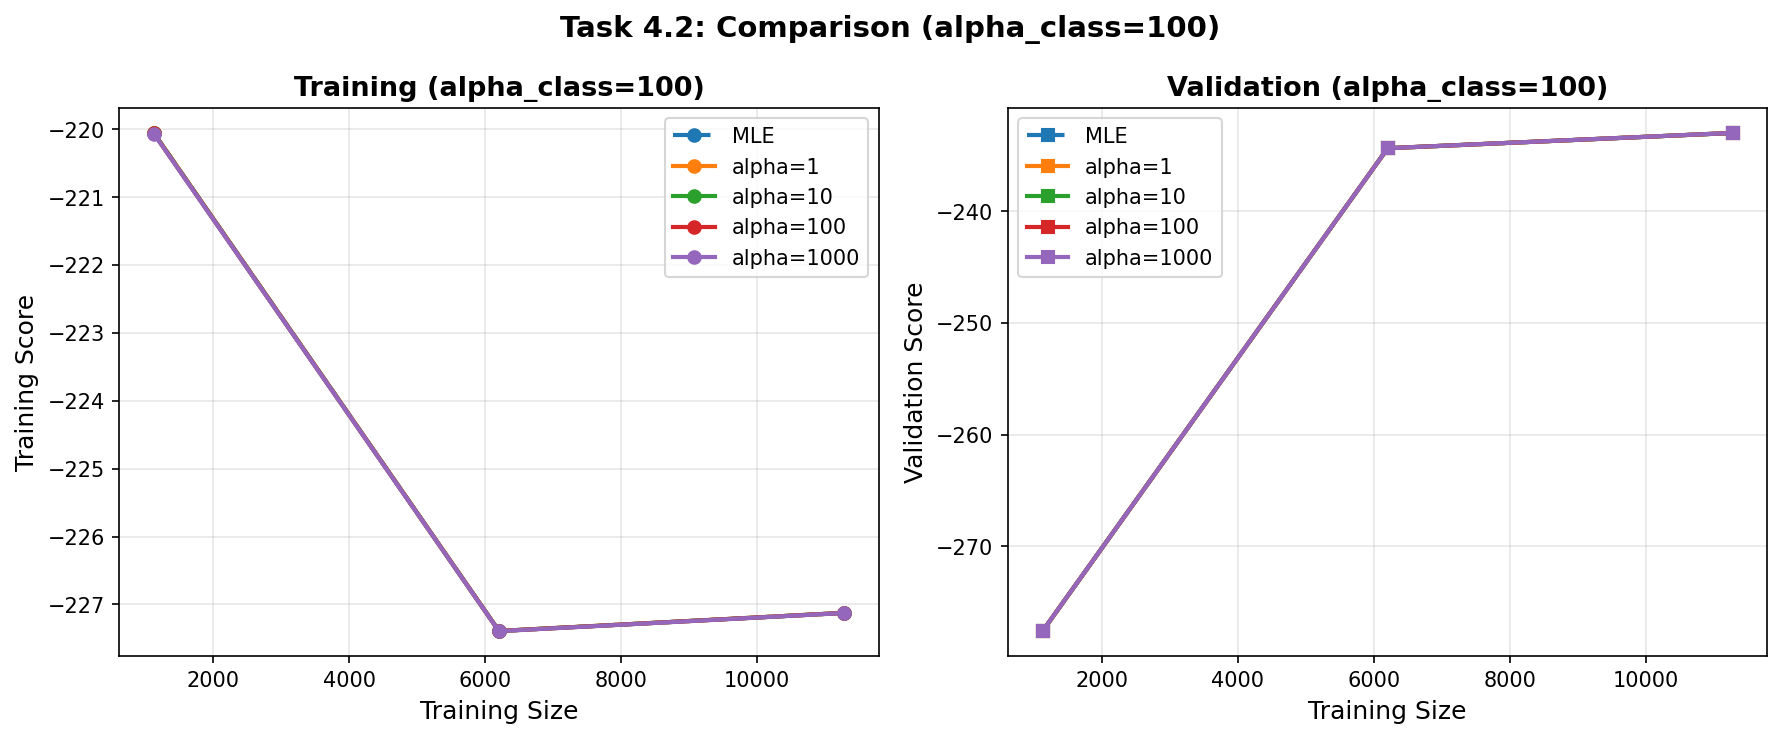 Task 4.2: Comparison (alpha_class=100)
Training (alpha_class=100)
−220
−221
−222
−223
−224
−225
−226
−227
Training Score
2000
4000
6000
8000
10000
Training Size
MLE
alpha=1
alpha=10
alpha=100
alpha=1000
Validation (alpha_class=100)
−240
−250
−260
−270
Validation Score
2000
4000
6000
8000
10000
Training Size
MLE
alpha=1
alpha=10
alpha=100
alpha=1000